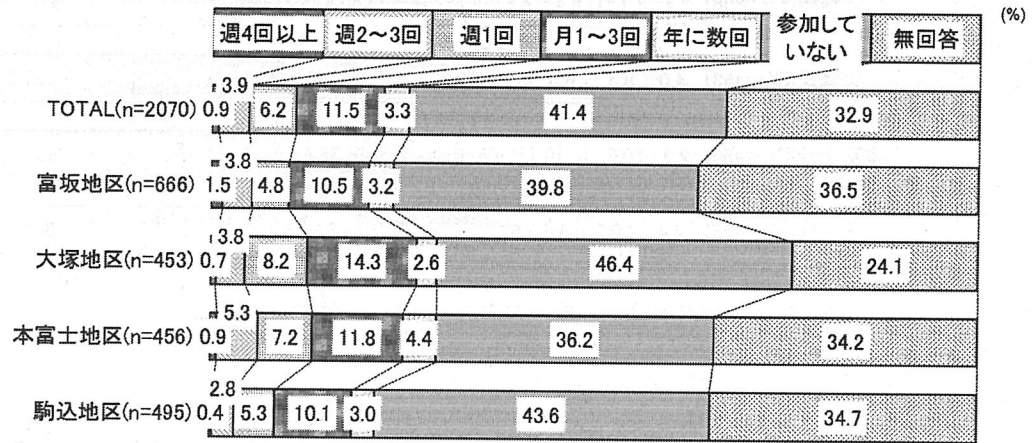 (%)
週4回以上 週2～3回 週1回 月1～3回 年に数回 参加して
いない 無回答
TOTAL(n=2070) 0.9 3.9 6.2 11.5 3.3 41.4 32.9
富坂地区(n=666) 1.5 3.8 4.8 10.5 3.2 39.8 36.5
大塚地区(n=453) 0.7 3.8 8.2 14.3 2.6 46.4 24.1
本富士地区(n=456) 0.9 5.3 7.2 11.8 4.4 36.2 34.2
駒込地区(n=495) 0.4 2.8 5.3 10.1 3.0 43.6 34.7